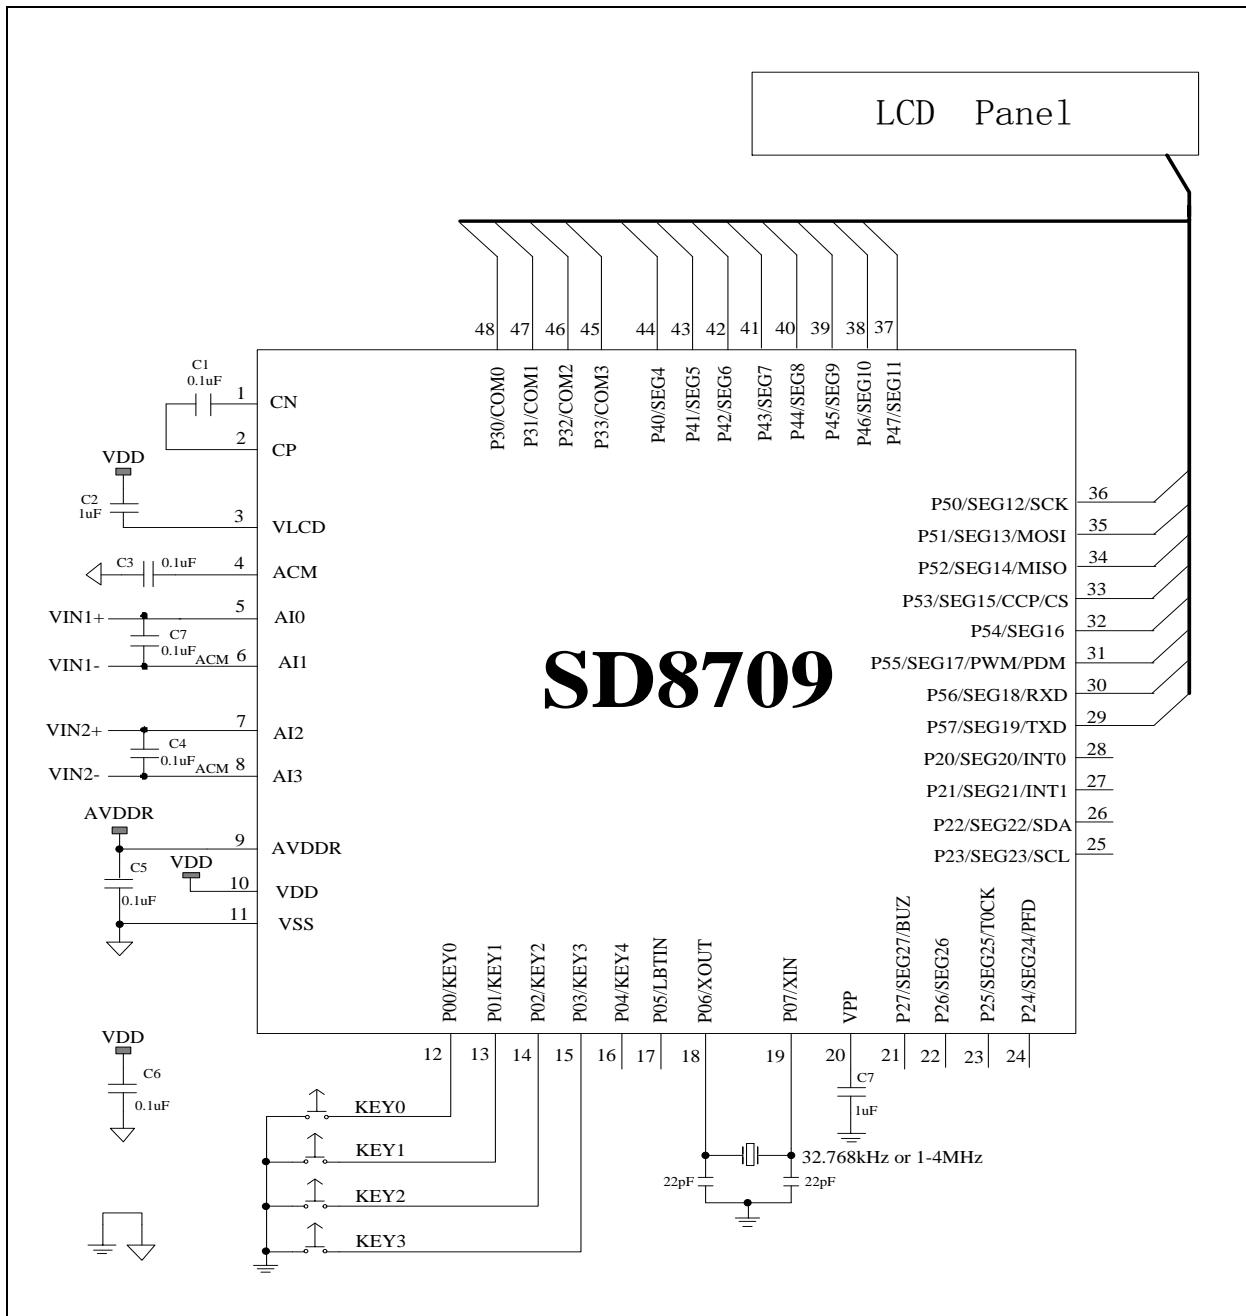 LCD Panel
48 47 46 45 44 43 42 41 40 39 38 37
P30/COM0
P31/COM1
P32/COM2
P33/COM3
P40/SEG4
P41/SEG5
P42/SEG6
P43/SEG7
P44/SEG8
P45/SEG9
P46/SEG10
P47/SEG11
C1
0.1uF
1
CN
2
CP
VDD
C2
1uF
3
VLCD
C3
0.1uF
4
ACM
VIN1+
5
AI0
C7
0.1uF
VIN1-
ACM
6
AI1
VIN2+
7
AI2
C4
0.1uF
VIN2-
ACM
8
AI3
AVDDR
9
AVDDR
C5
0.1uF
VDD
10
VDD
11
VSS
SD8709
P50/SEG12/SCK
36
P51/SEG13/MOSI
35
P52/SEG14/MISO
34
P53/SEG15/CCP/CS
33
P54/SEG16
32
P55/SEG17/PWM/PDM
31
P56/SEG18/RXD
30
P57/SEG19/TXD
29
P20/SEG20/INT0
28
P21/SEG21/INT1
27
P22/SEG22/SDA
26
P23/SEG23/SCL
25
P00/KEY0
P01/KEY1
P02/KEY2
P03/KEY3
P04/KEY4
P05/LBTIN
P06/XOUT
P07/XIN
VPP
P27/SEG27/BUZ
P26/SEG26
P25/SEG25/T0CK
P24/SEG24/PFD
12 13 14 15 16 17 18 19 20 21 22 23 24
VDD
C6
0.1uF
KEY0
KEY1
KEY2
KEY3
C7
1uF
32.768kHz or 1-4MHz
22pF
22pF